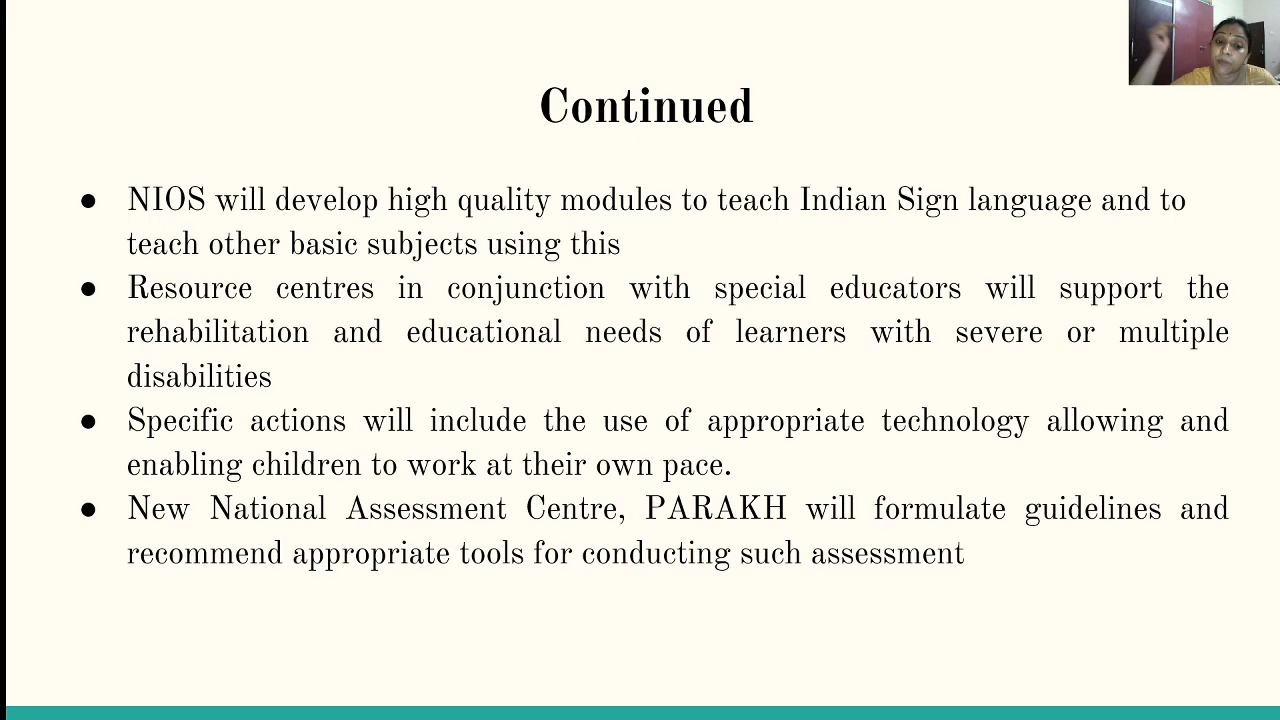 Continued
● NIOS will develop high quality modules to teach Indian Sign language and to
teach other basic subjects using this
● Resource centres in conjunction with special educators will support the
rehabilitation and educational needs of learners with severe or multiple
disabilities
● Specific actions will include the use of appropriate technology allowing and
enabling children to work at their own pace.
● New National Assessment Centre, PARAKH will formulate guidelines and
recommend appropriate tools for conducting such assessment